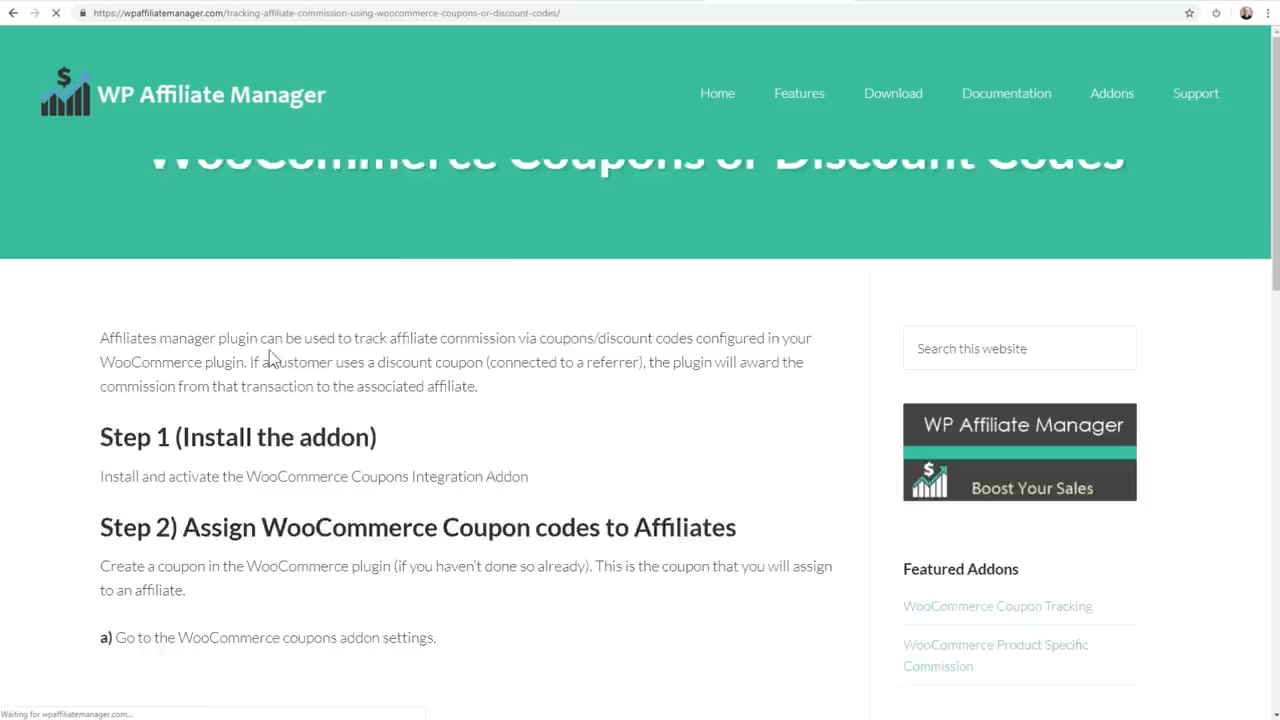 https://wpaffiliatemanager.com/tracking-affiliate-commission-using-woocommerce-coupons-or-discount-codes/
WP Affiliate Manager
Home
Features
Download
Documentation
Addons
Support
WooCommerce Coupons or Discount Codes
Affiliates manager plugin can be used to track affiliate commission via coupons/discount codes configured in your
WooCommerce plugin. If a customer uses a discount coupon (connected to a referrer), the plugin will award the
commission from that transaction to the associated affiliate.
Step 1 (Install the addon)
Install and activate the WooCommerce Coupons Integration Addon
Step 2) Assign WooCommerce Coupon codes to Affiliates
Create a coupon in the WooCommerce plugin (if you haven't done so already). This is the coupon that you will assign
to an affiliate.
a) Go to the WooCommerce coupons addon settings.
Search this website
WP Affiliate Manager
Boost Your Sales
Featured Addons
WooCommerce Coupon Tracking
WooCommerce Product Specific
Commission
Waiting for wpaffiliatemanager.com...